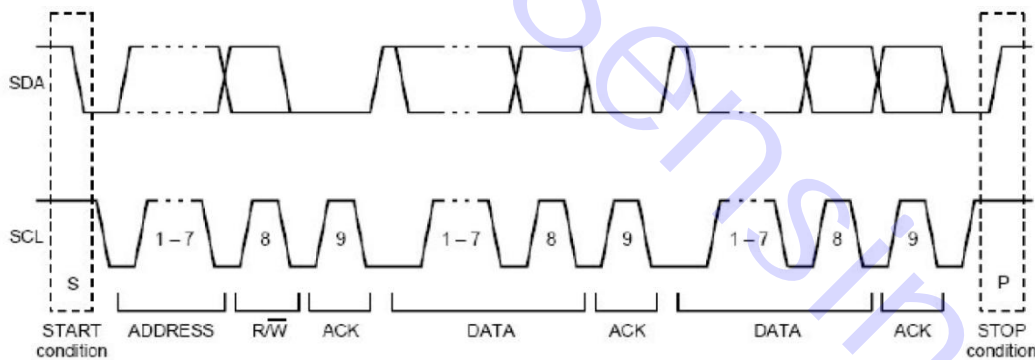 SDA
SCL
1 – 7
8
9
1 – 7
8
9
1 – 7
8
9
S
P
START
condition
ADDRESS
R/W̅
ACK
DATA
ACK
DATA
ACK
STOP
condition